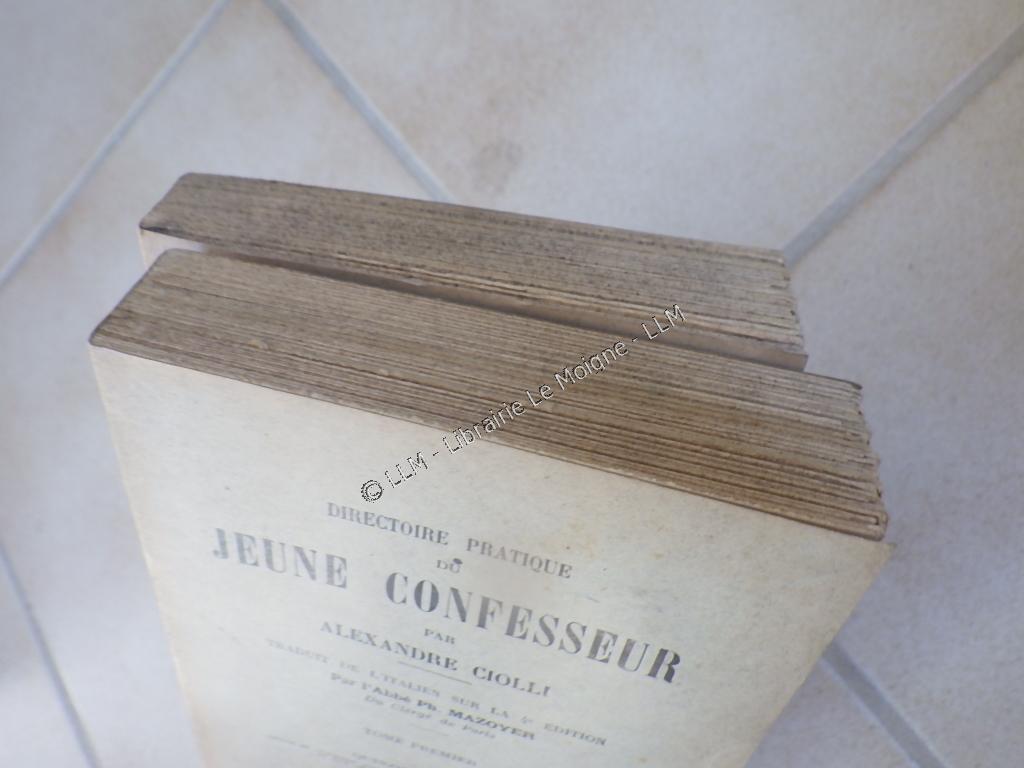 © LLM - Librairie Le Moigne - LLM
DIRECTOIRE PRATIQUE
DU
JEUNE CONFESSEUR
PAR
ALEXANDRE CIOLLI
TRADUIT DE L'ITALIEN SUR LA 4e ÉDITION
Par l'Abbé Ph. MAZOYER
Du Clergé de Paris
TOME PREMIER